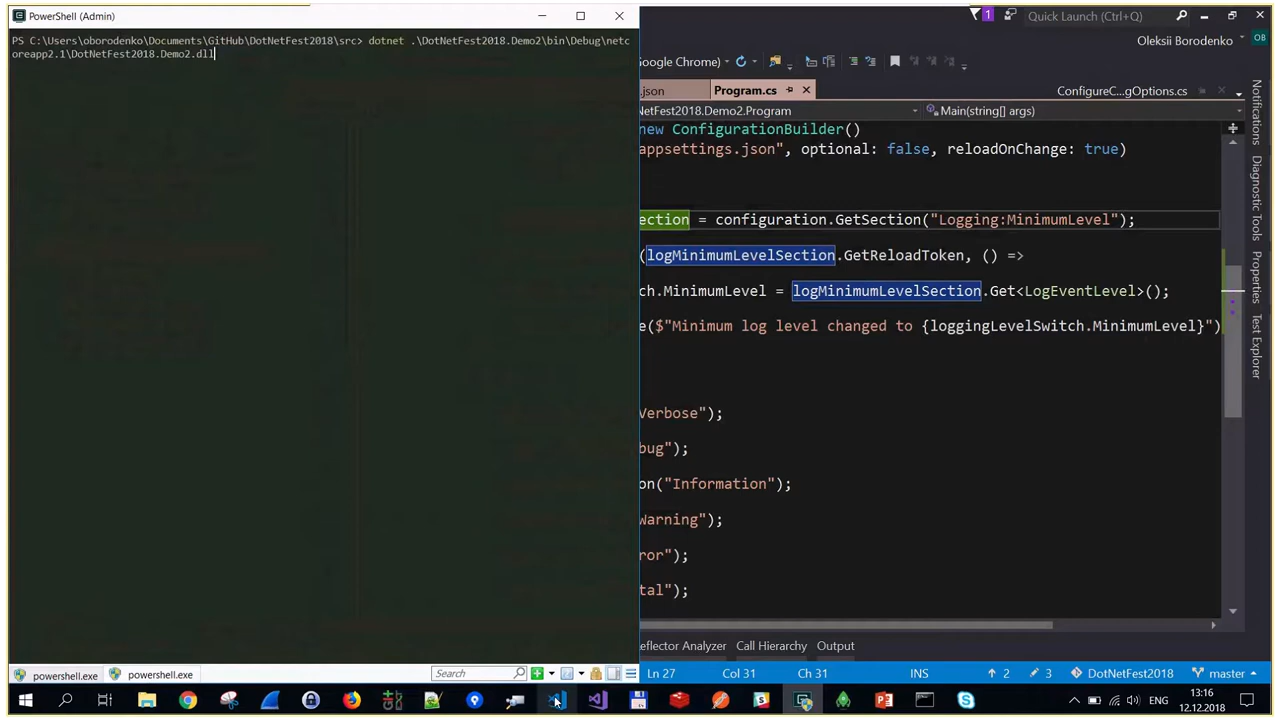 PowerShell (Admin)
PS C:\Users\oborodenko\Documents\GitHub\DotNetFest2018\src> dotnet .\DotNetFest2018.Demo2\bin\Debug\netc
oreapp2.1\DotNetFest2018.Demo2.dll
powershell.exe
powershell.exe
Search
1
Quick Launch (Ctrl+Q)
Oleksii Borodenko
OB
Google Chrome)
.json
Program.cs
ConfigureC...gOptions.cs
NetFest2018.Demo2.Program
Main(string[] args)
new ConfigurationBuilder()
appsettings.json", optional: false, reloadOnChange: true)
ection = configuration.GetSection("Logging:MinimumLevel");
(logMinimumLevelSection.GetReloadToken, () =>
ch.MinimumLevel = logMinimumLevelSection.Get<LogEventLevel>();
e($"Minimum log level changed to {loggingLevelSwitch.MinimumLevel}")
Verbose");
bug");
on("Information");
Warning");
ror");
tal");
Notifications
Diagnostic Tools
Properties
Test Explorer
eflector Analyzer
Call Hierarchy
Output
Ln 27
Col 31
Ch 31
INS
2
3
DotNetFest2018
master
ENG
13:16
12.12.2018